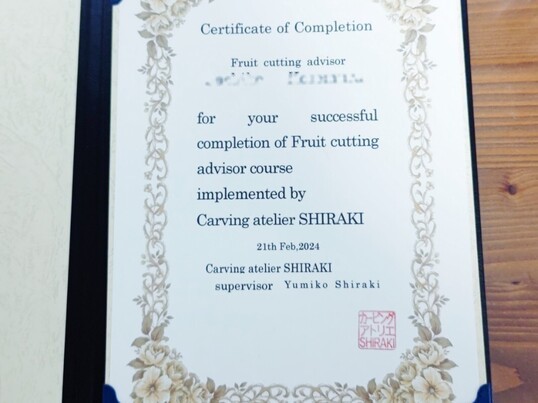 Certificate of Completion
Fruit cutting advisor
for your successful
completion of Fruit cutting
advisor course
implemented by
Carving atelier SHIRAKI
21th Feb,2024
Carving atelier SHIRAKI
supervisor Yumiko Shiraki
カービング
アトリエ
SHIRAKI